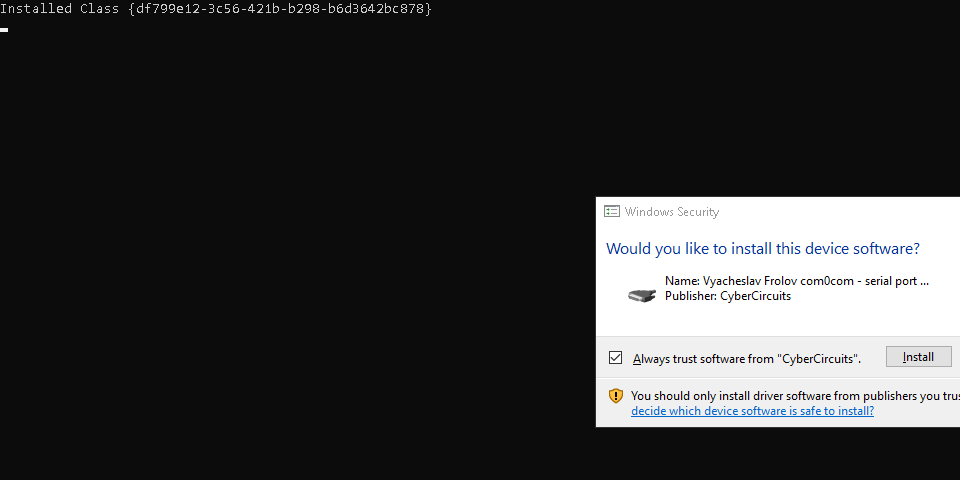 Installed Class {df799e12-3c56-421b-b298-b6d3642bc878}
Windows Security
Would you like to install this device software?
Name: Vyacheslav Frolov com0com - serial port ...
Publisher: CyberCircuits
Always trust software from "CyberCircuits".
Install
You should only install driver software from publishers you trus
decide which device software is safe to install?